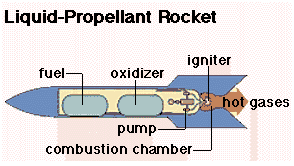 Liquid-Propellant Rocket
igniter
fuel
oxidizer
hot gases
pump
combustion chamber